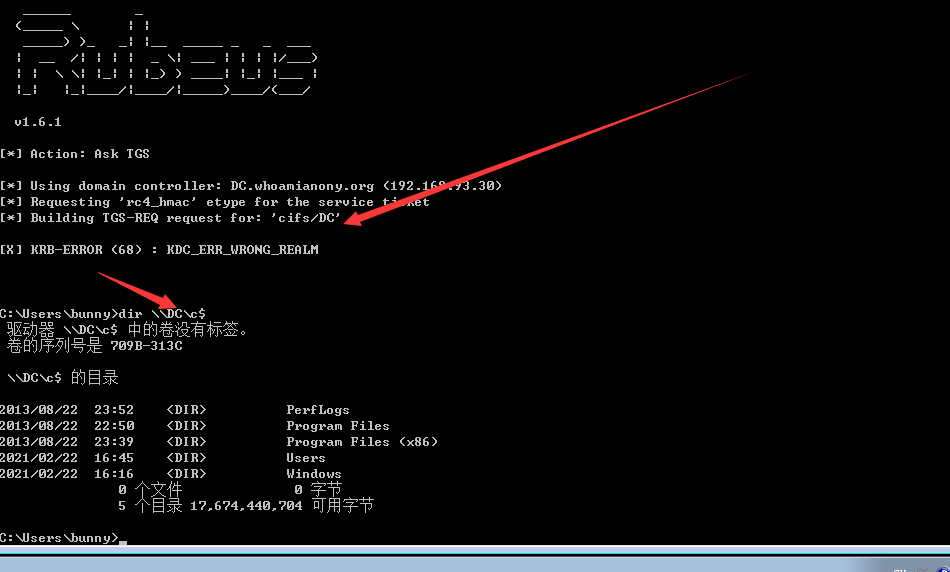 Rubeus
v1.6.1
[*] Action: Ask TGS
[*] Using domain controller: DC.whoamianony.org (192.168.93.30)
[*] Requesting 'rc4_hmac' etype for the service ticket
[*] Building TGS-REQ request for: 'cifs/DC'
[X] KRB-ERROR (68) : KDC_ERR_WRONG_REALM
C:\Users\bunny>dir \\DC\c$
驱动器 \\DC\c$ 中的卷没有标签。
卷的序列号是 709B-313C
\\DC\c$ 的目录
2013/08/22  23:52    <DIR>          PerfLogs
2013/08/22  22:50    <DIR>          Program Files
2013/08/22  23:39    <DIR>          Program Files (x86)
2021/02/22  16:45    <DIR>          Users
2021/02/22  16:16    <DIR>          Windows
0 个文件              0 字节
5 个目录 17,674,440,704 可用字节
C:\Users\bunny>_